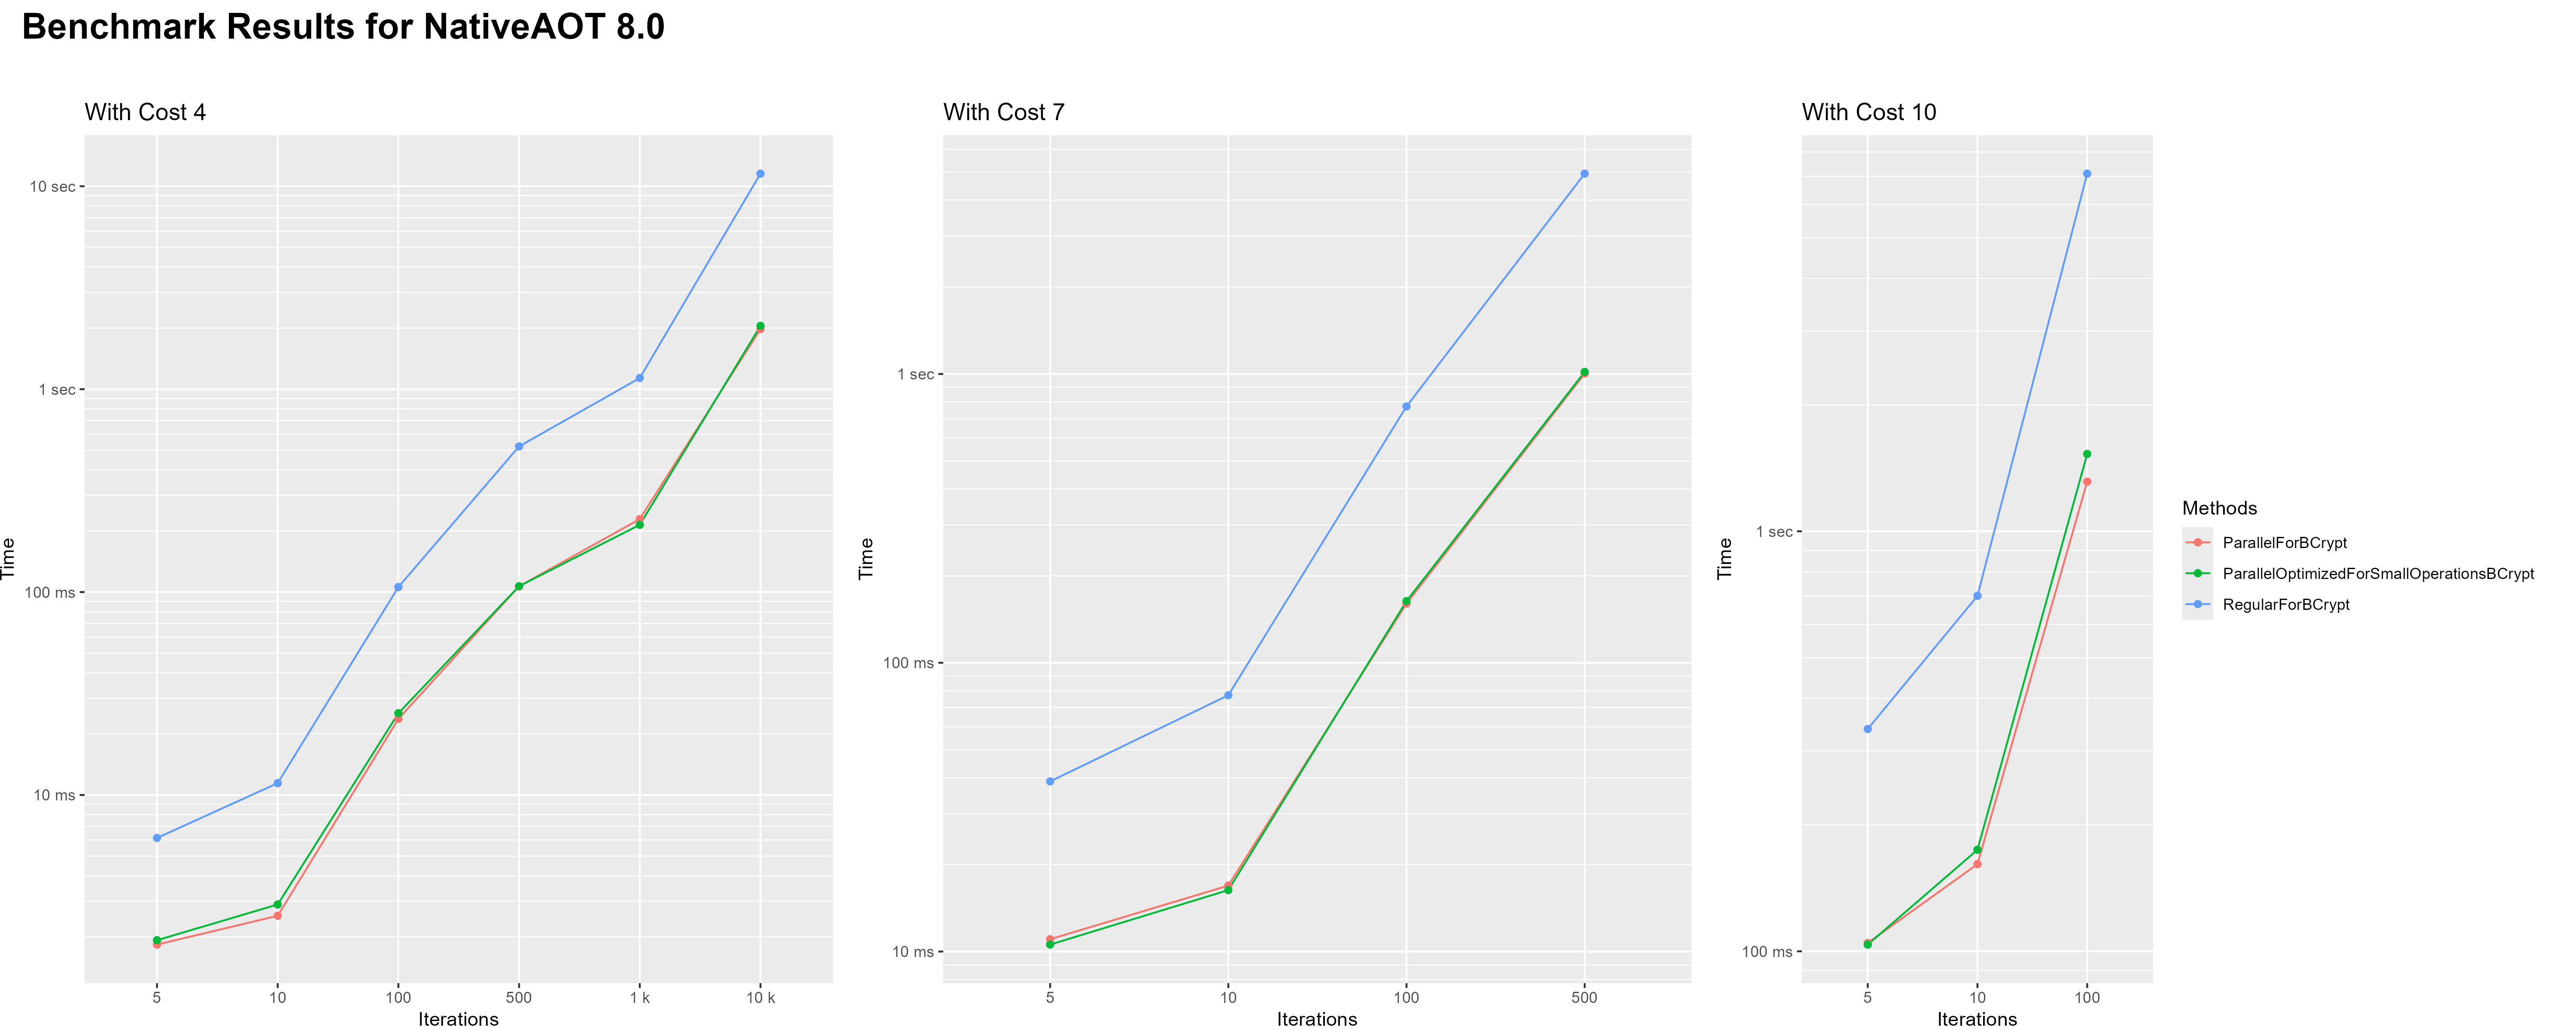 Benchmark Results for NativeAOT 8.0
With Cost 4
10 sec
1 sec
100 ms
10 ms
Time
5 10 100 500 1 k 10 k
Iterations
With Cost 7
1 sec
100 ms
10 ms
Time
5 10 100 500
Iterations
With Cost 10
1 sec
100 ms
Time
5 10 100
Iterations
Methods
ParallelForBCrypt
ParallelOptimizedForSmallOperationsBCrypt
RegularForBCrypt